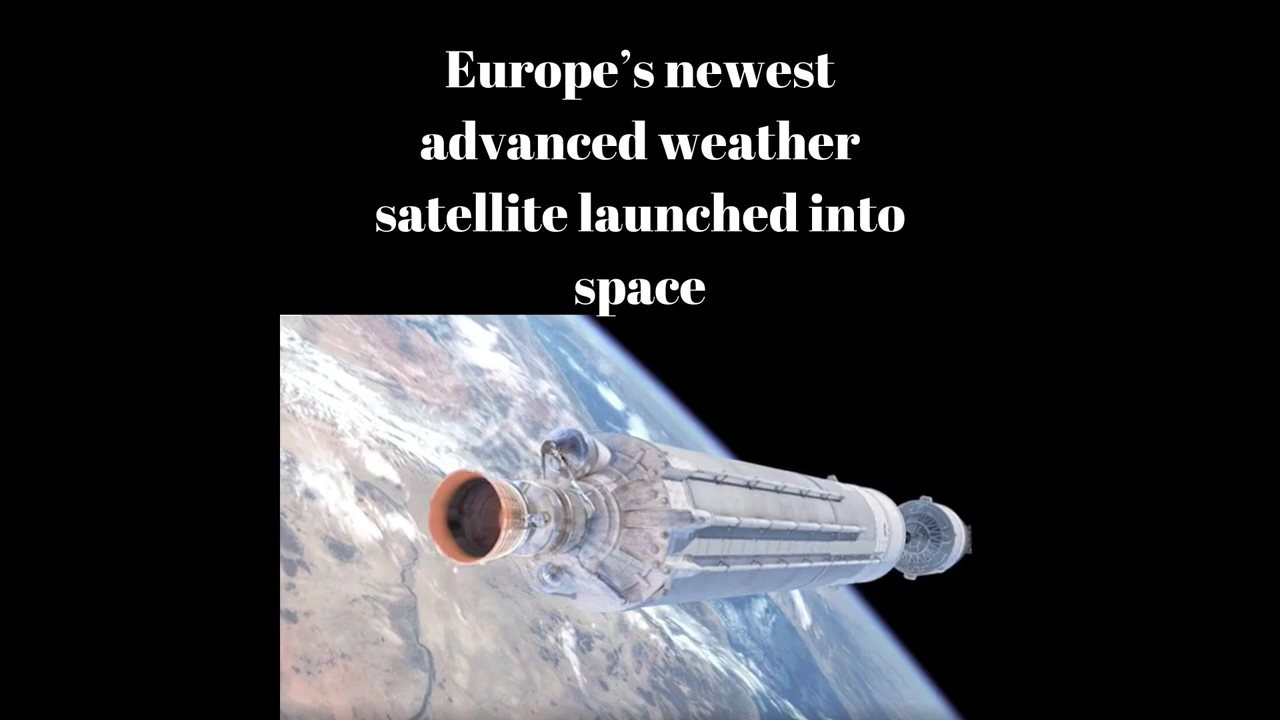 Europe’s newest
advanced weather
satellite launched into
space